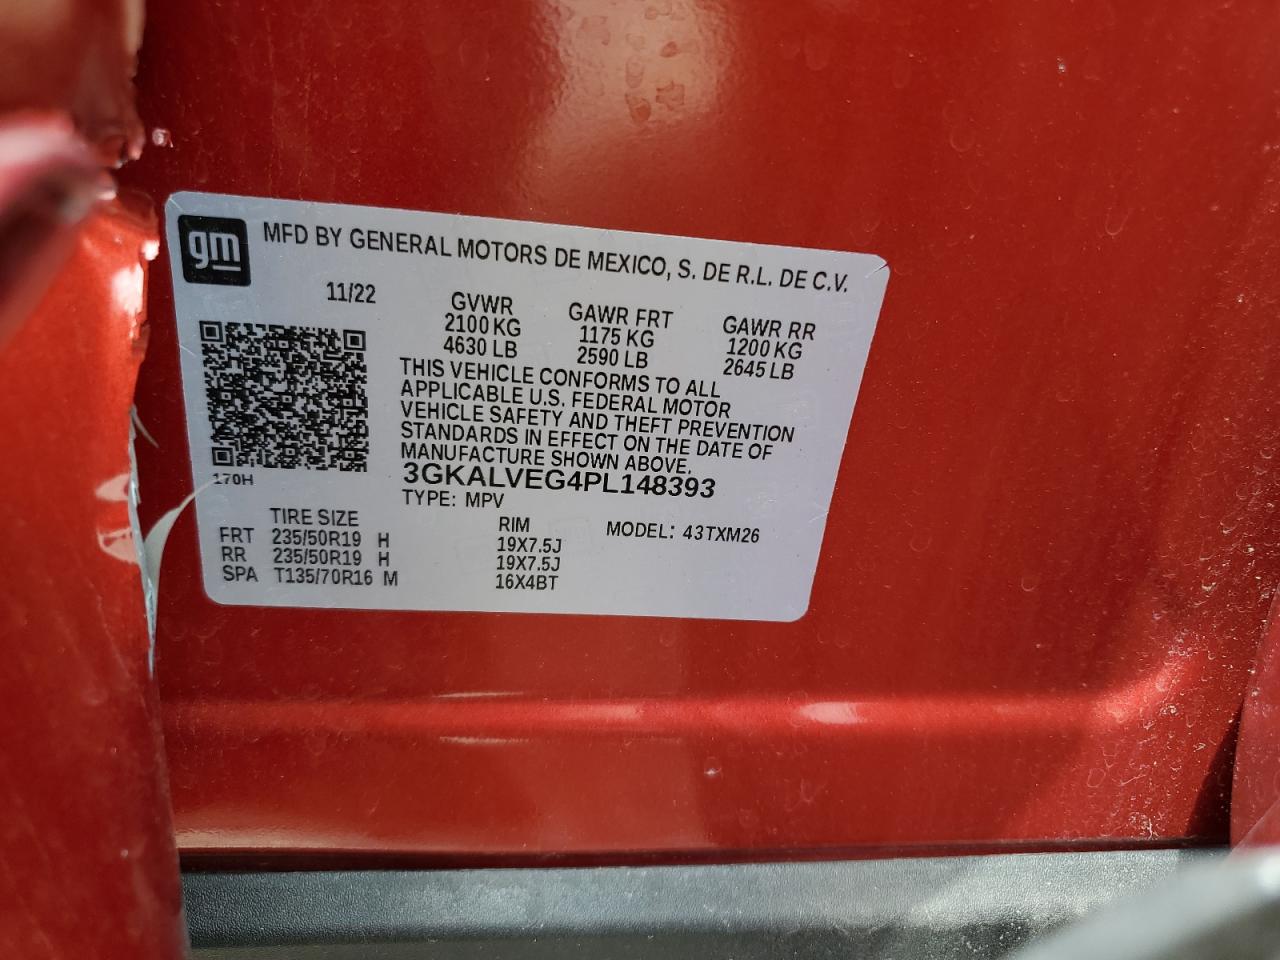 gm
MFD BY GENERAL MOTORS DE MEXICO, S. DE R.L. DE C.V.
11/22
GVWR
2100 KG
4630 LB
GAWR FRT
1175 KG
2590 LB
GAWR RR
1200 KG
2645 LB
THIS VEHICLE CONFORMS TO ALL
APPLICABLE U.S. FEDERAL MOTOR
VEHICLE SAFETY AND THEFT PREVENTION
STANDARDS IN EFFECT ON THE DATE OF
MANUFACTURE SHOWN ABOVE.
170H
3GKALVEG4PL148393
TYPE: MPV
MODEL: 43TXM26
TIRE SIZE RIM
FRT 235/50R19 H 19X7.5J
RR 235/50R19 H 19X7.5J
SPA T135/70R16 M 16X4BT